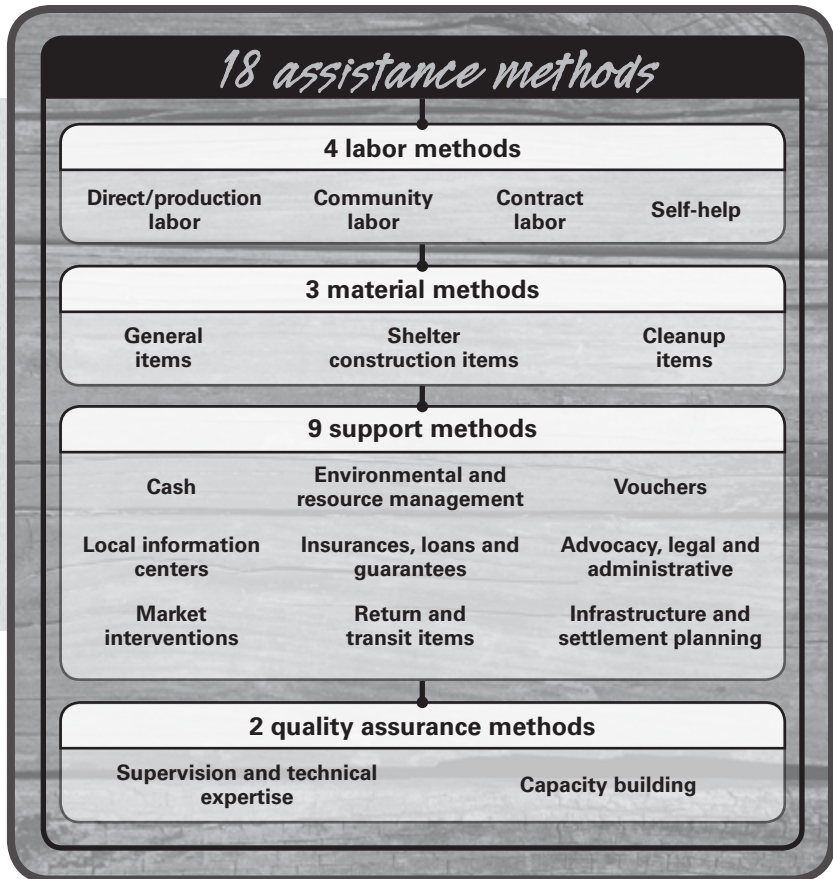 18 assistance methods
4 labor methods
Direct/production
labor
Community
labor
Contract
labor
Self-help
3 material methods
General
items
Shelter
construction items
Cleanup
items
9 support methods
Cash
Environmental and
resource management
Vouchers
Local information
centers
Insurances, loans and
guarantees
Advocacy, legal and
administrative
Market
interventions
Return and
transit items
Infrastructure and
settlement planning
2 quality assurance methods
Supervision and technical
expertise
Capacity building